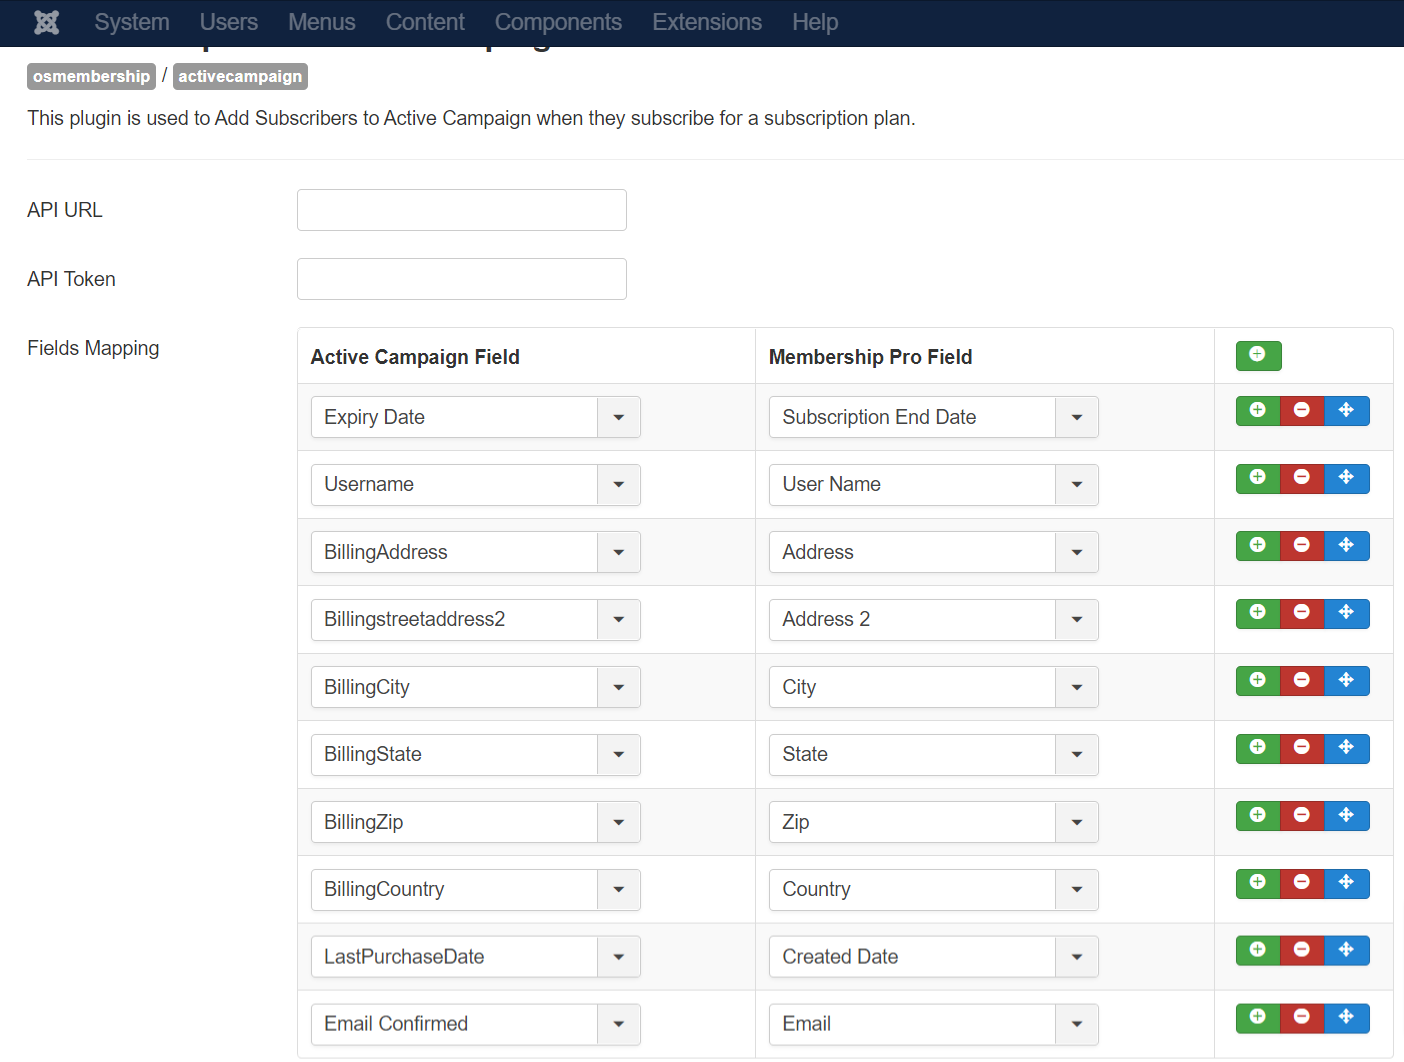 System Users Menus Content Components Extensions Help
osmembership / activecampaign
This plugin is used to Add Subscribers to Active Campaign when they subscribe for a subscription plan.
API URL
API Token
Fields Mapping
Active Campaign Field Membership Pro Field
Expiry Date Subscription End Date
Username User Name
BillingAddress Address
Billingstreetaddress2 Address 2
BillingCity City
BillingState State
BillingZip Zip
BillingCountry Country
LastPurchaseDate Created Date
Email Confirmed Email